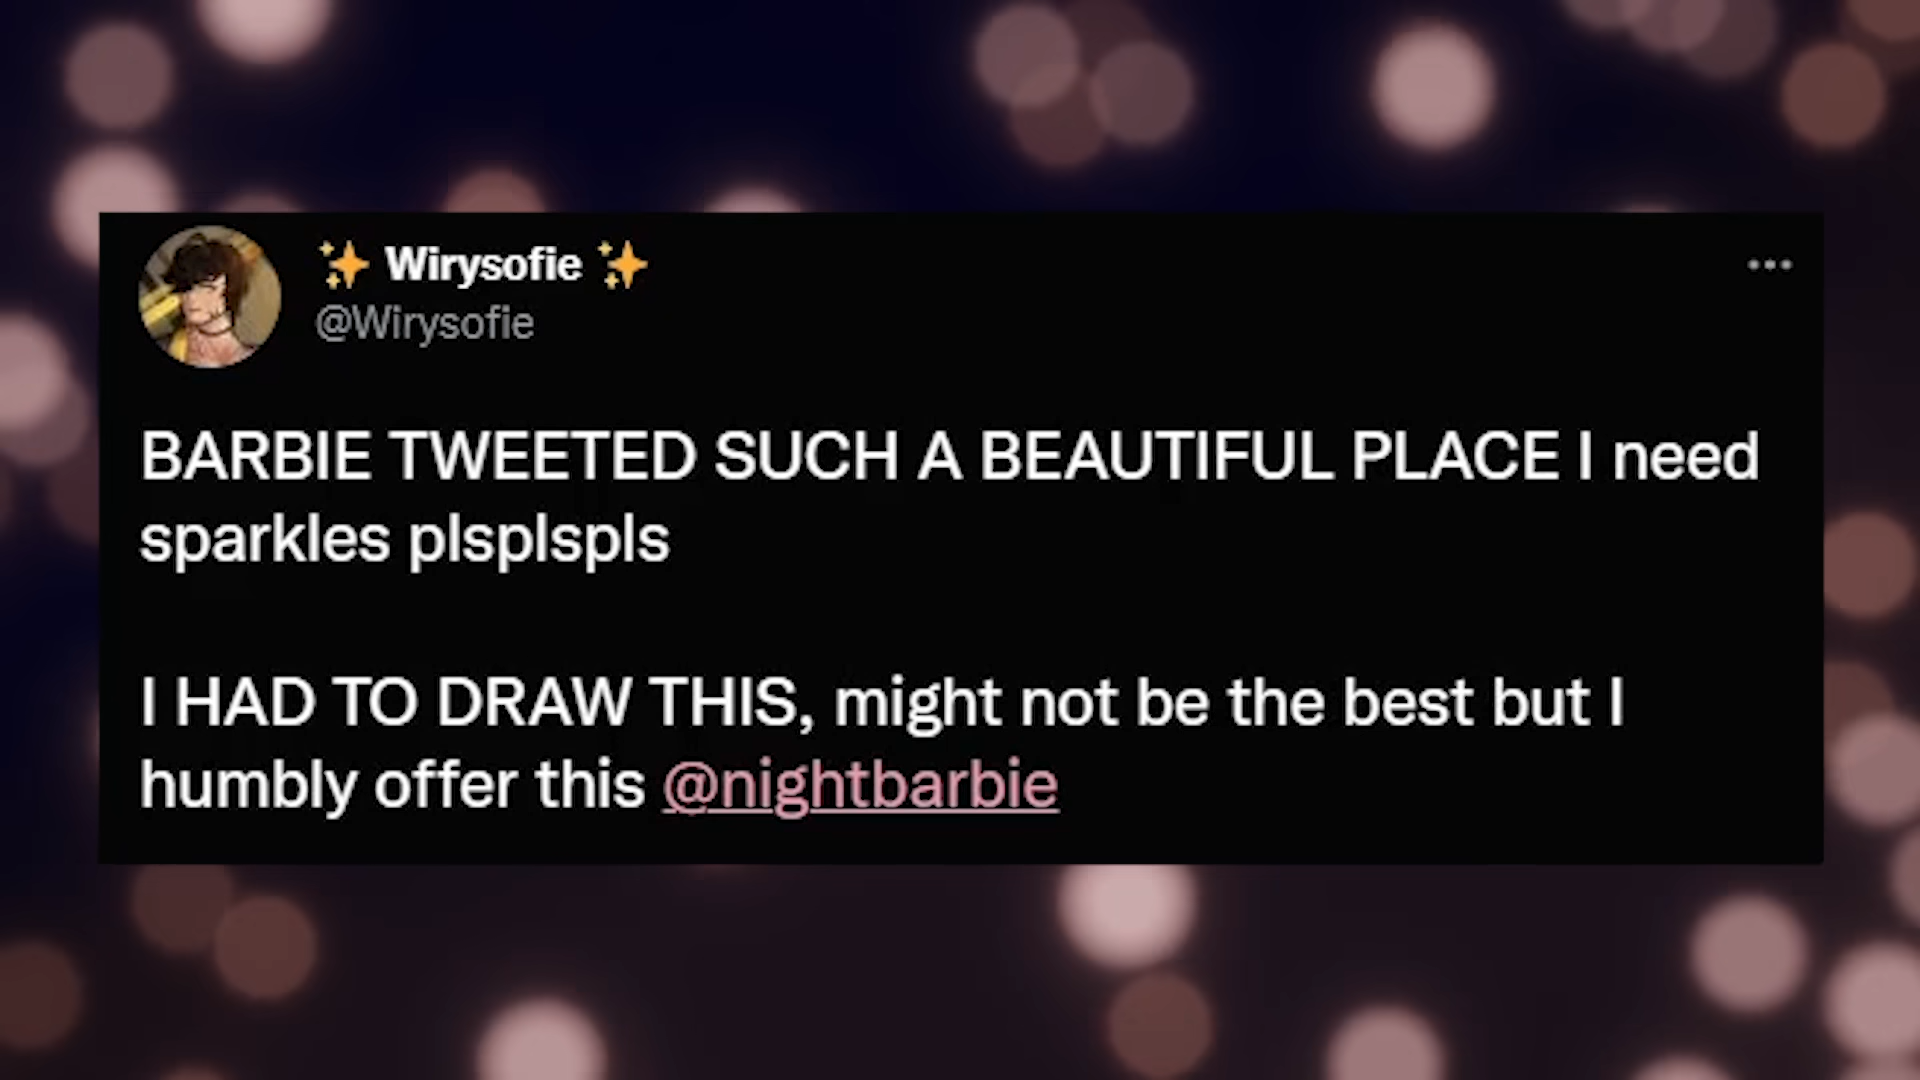 ✨ Wirysofie ✨
@Wirysofie
BARBIE TWEETED SUCH A BEAUTIFUL PLACE I need
sparkles plsplspls
I HAD TO DRAW THIS, might not be the best but I
humbly offer this @nightbarbie